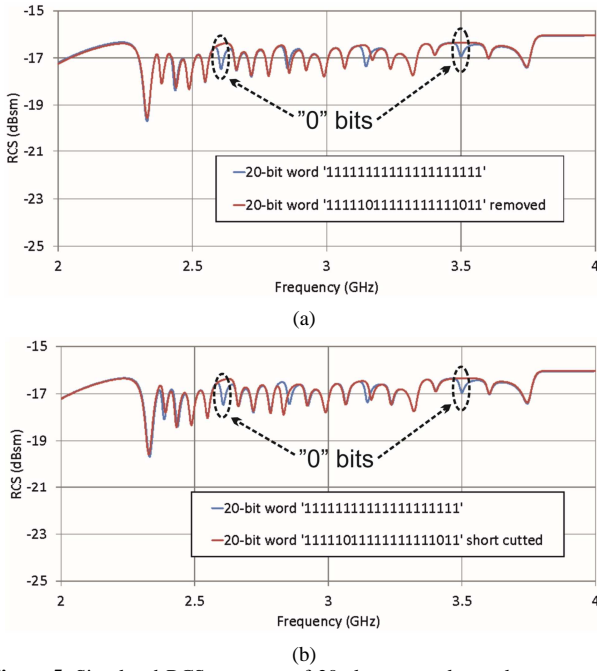 (a)
-15
-17
-19
-21
-23
-25
RCS (dBsm)
"0" bits
20-bit word '11111111111111111111'
20-bit word '11111011111111111011' removed
2 2.5 3 3.5 4
Frequency (GHz)
(a)
-15
-17
-19
-21
-23
-25
RCS (dBsm)
"0" bits
20-bit word '11111111111111111111'
20-bit word '11111011111111111011' short cutted
2 2.5 3 3.5 4
Frequency (GHz)
(b)